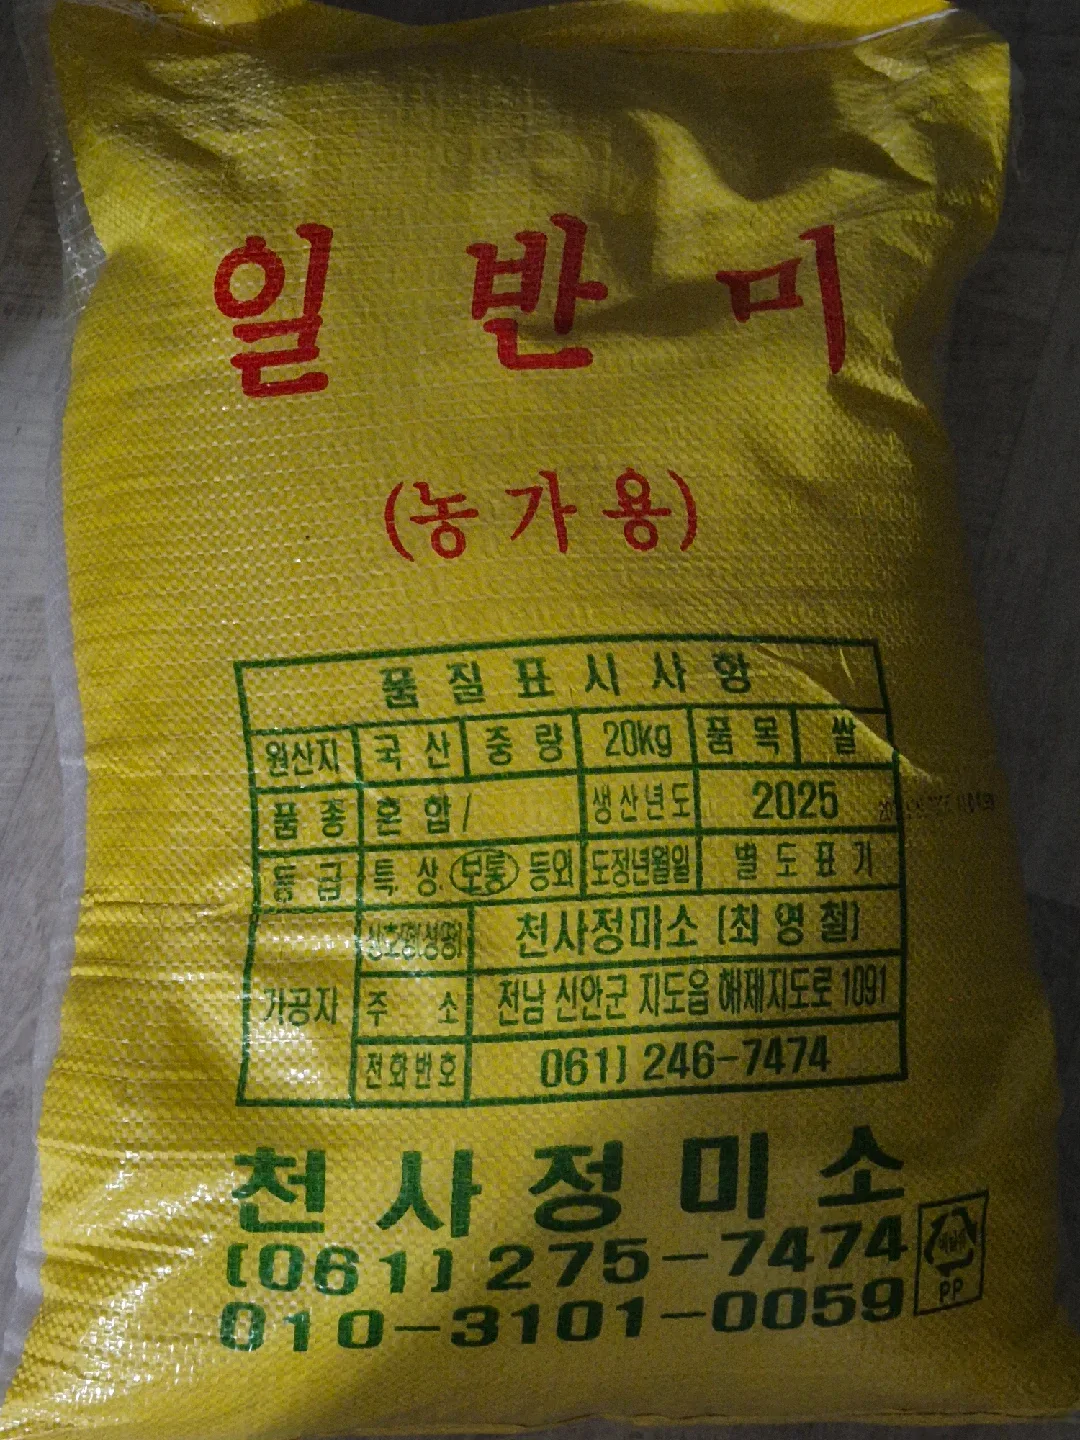 일반미
(농가용)
품질표시사항
원산지 국산 중량 20kg 품목 쌀
품종 혼합/ 생산년도 2025
등급 특 상 보통 등외 도정년월일 별도표기
가공지 상호명(성명) 천사정미소 (최영철)
주소 전남 신안군 지도읍 해제지도로 1091
전화번호 061) 246-7474
천사정미소
(061) 275-7474
010-3101-0059
PP